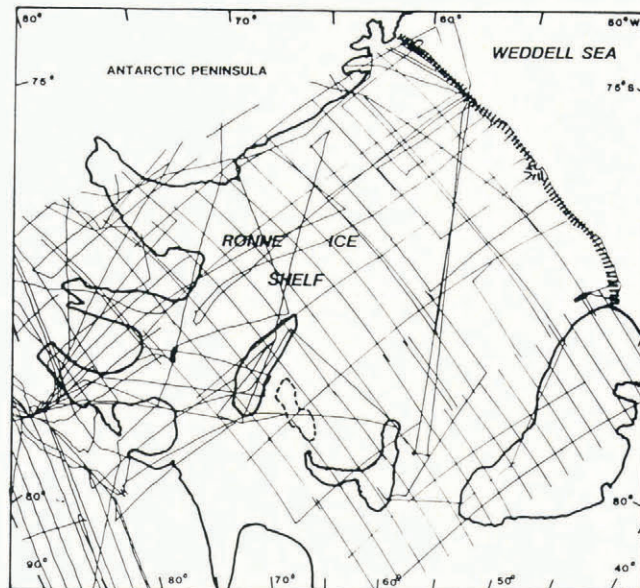 80° 70° 60° 50°W
WEDDELL SEA
ANTARCTIC PENINSULA
75° 75°S
RONNE ICE
SHELF
80° 80°
90° 80° 70° 60° 50° 40°